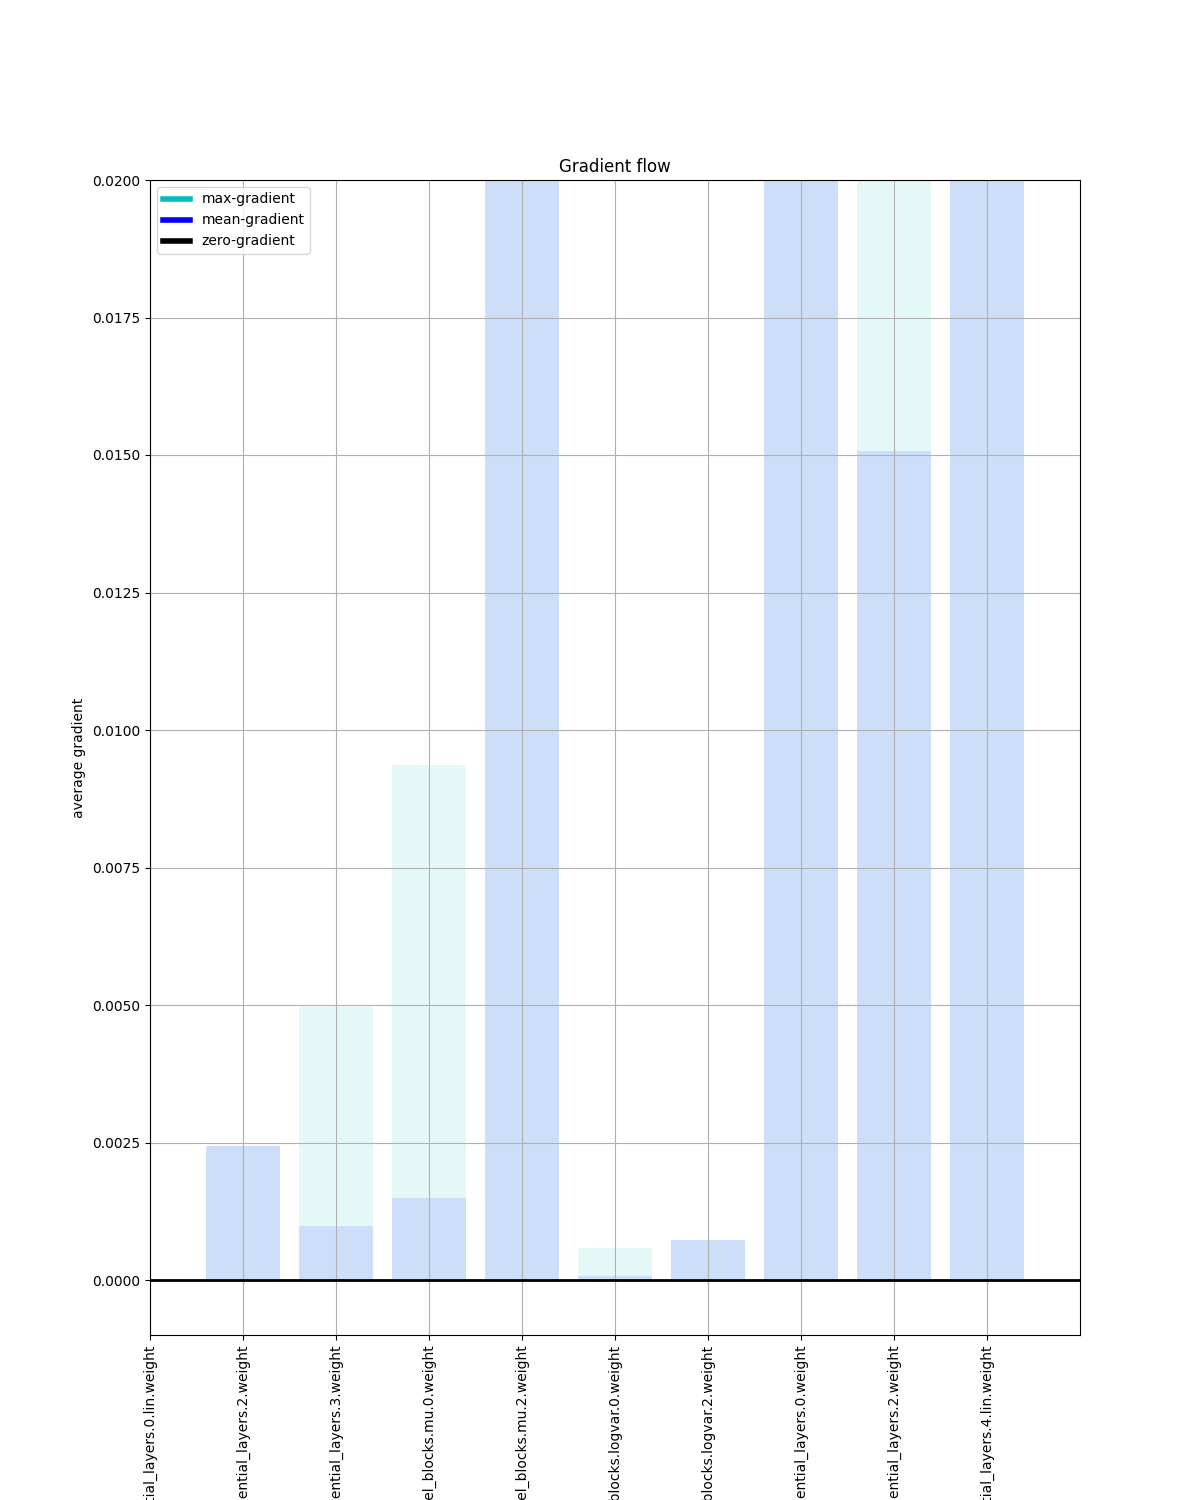 Gradient flow
max-gradient
mean-gradient
zero-gradient
0.0200
0.0175
0.0150
0.0125
0.0100
0.0075
0.0050
0.0025
0.0000
average gradient
tial_layers.0.lin.weight
ential_layers.2.weight
ential_layers.3.weight
el_blocks.mu.0.weight
el_blocks.mu.2.weight
blocks.logvar.0.weight
blocks.logvar.2.weight
ential_layers.0.weight
ential_layers.2.weight
tial_layers.4.lin.weight